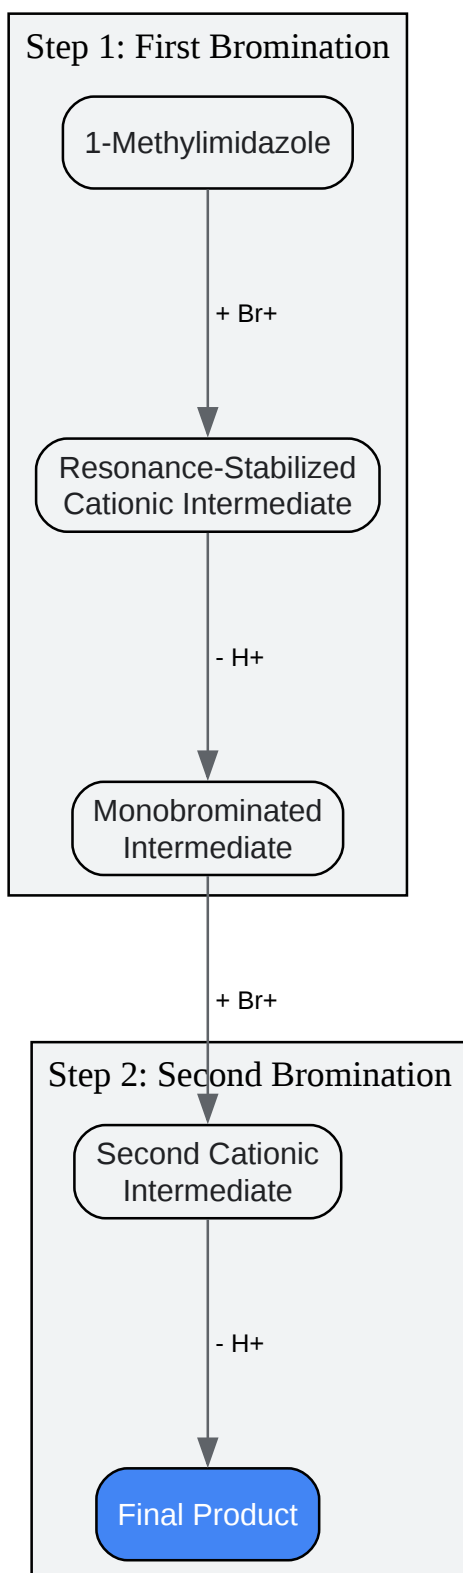 Step 1: First Bromination
1-Methylimidazole
+ Br+
Resonance-Stabilized
Cationic Intermediate
- H+
Monobrominated
Intermediate
+ Br+
Step 2: Second Bromination
Second Cationic
Intermediate
- H+
Final Product